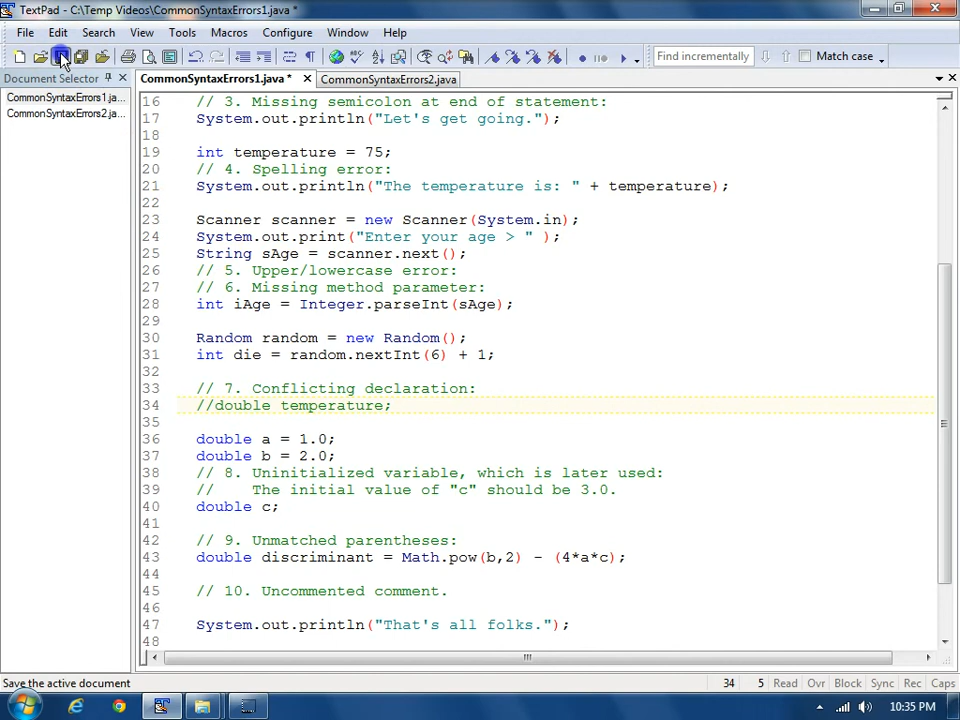 TextPad - C:\Temp Videos\CommonSyntaxErrors1.java *
File Edit Search View Tools Macros Configure Window Help
Find incrementally Match case
Document Selector
CommonSyntaxErrors1.java * CommonSyntaxErrors2.java
CommonSyntaxErrors1.ja...
CommonSyntaxErrors2.ja...
16 // 3. Missing semicolon at end of statement:
17 System.out.println("Let's get going.");
18
19 int temperature = 75;
20 // 4. Spelling error:
21 System.out.println("The temperature is: " + temperature);
22
23 Scanner scanner = new Scanner(System.in);
24 System.out.print("Enter your age > " );
25 String sAge = scanner.next();
26 // 5. Upper/lowercase error:
27 // 6. Missing method parameter:
28 int iAge = Integer.parseInt(sAge);
29
30 Random random = new Random();
31 int die = random.nextInt(6) + 1;
32
33 // 7. Conflicting declaration:
34 //double temperature;
35
36 double a = 1.0;
37 double b = 2.0;
38 // 8. Uninitialized variable, which is later used:
39 // The initial value of "c" should be 3.0.
40 double c;
41
42 // 9. Unmatched parentheses:
43 double discriminant = Math.pow(b,2) - (4*a*c);
44
45 // 10. Uncommented comment.
46
47 System.out.println("That's all folks.");
48
Save the active document 34 5 Read Ovr Block Sync Rec Caps
10:35 PM